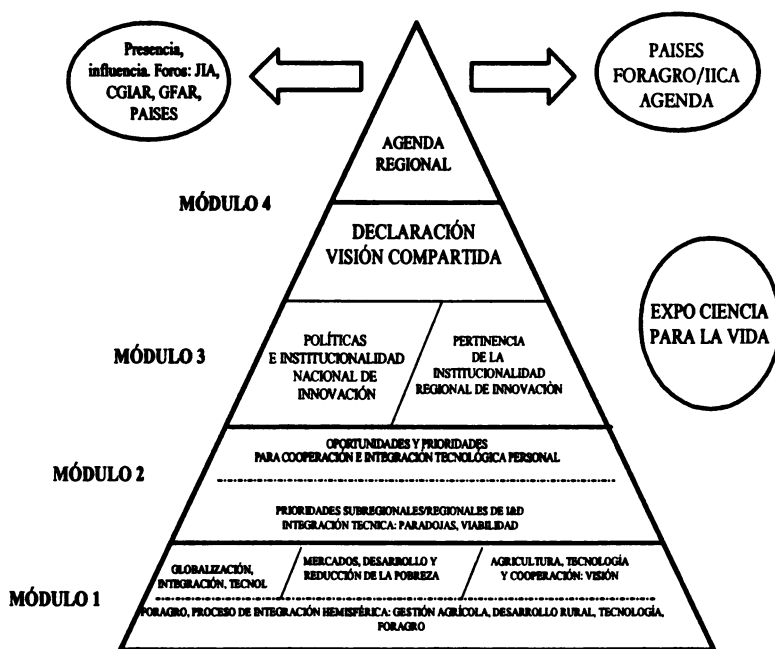 Presencia,
influencia. Foros: JIA,
CGIAR, GFAR,
PAISES
PAISES
FORAGRO/IICA
AGENDA
AGENDA
REGIONAL
MÓDULO 4
DECLARACIÓN
VISIÓN COMPARTIDA
EXPO CIENCIA
PARA LA VIDA
MÓDULO 3
POLÍTICAS
E INSTITUCIONALIDAD
NACIONAL DE
INNOVACIÓN
PERTINENCIA
DE LA
INSTITUCIONALIDAD
REGIONAL DE INNOVACIÒN
MÓDULO 2
OPORTUNIDADES Y PRIORIDADES
PARA COOPERACIÓN E INTEGRACIÓN TECNOLÓGICA PERSONAL
PRIORIDADES SUBREGIONALES/REGIONALES DE I&D
INTEGRACIÓN TECNICA: PARADOJAS, VIABILIDAD
MÓDULO 1
GLOBALIZACIÓN,
INTEGRACIÓN, TECNOL
MERCADOS, DESARROLLO Y
REDUCCIÓN DE LA POBREZA
AGRICULTURA, TECNOLOGÍA
Y COOPERACIÓN: VISIÓN
FORAGRO, PROCESO DE INTEGRACIÓN HEMISFÉRICA: GESTIÓN AGRÍCOLA, DESARROLLO RURAL, TECNOLOGÍA,
FORAGRO